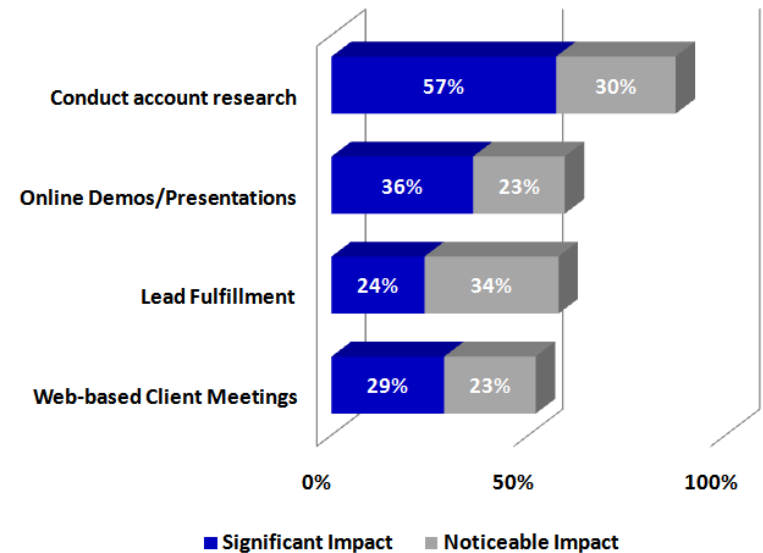 Conduct account research
57%
30%
Online Demos/Presentations
36%
23%
Lead Fulfillment
24%
34%
Web-based Client Meetings
29%
23%
0%
50%
100%
Significant Impact
Noticeable Impact